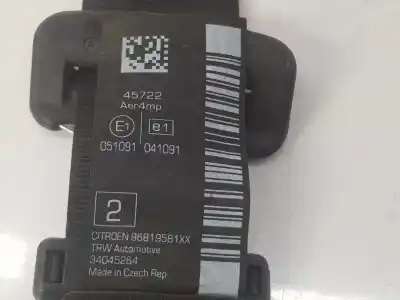 45722
Aer4mp
E1 e1
051091 041091
2
CITROEN 96819561XX
TRW Automotive
34045264
Made in Czech Rep